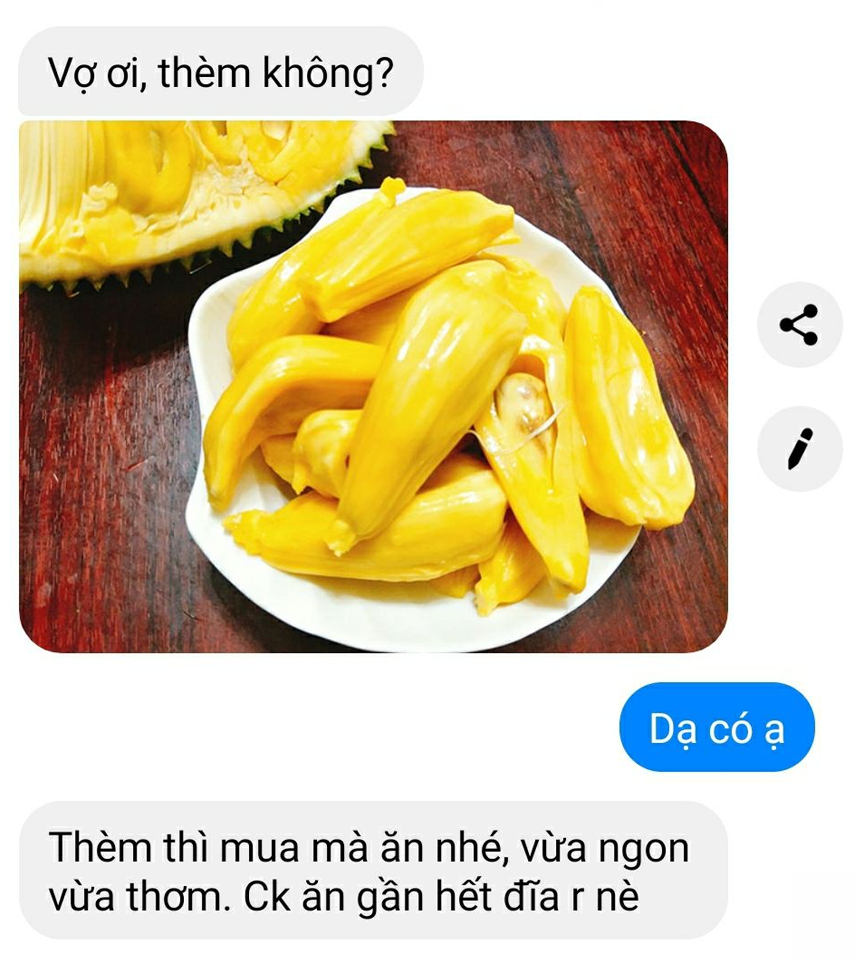 Vợ ơi, thèm không?
Dạ có ạ
Thèm thì mua mà ăn nhé, vừa ngon
vừa thơm. Ck ăn gần hết đĩa r nè